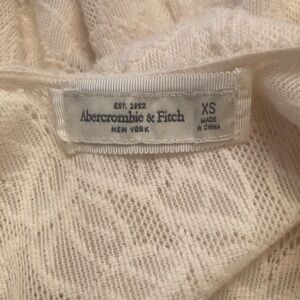 EST. 1892
Abercrombie & Fitch
NEW YORK
XS
MADE
IN CHINA